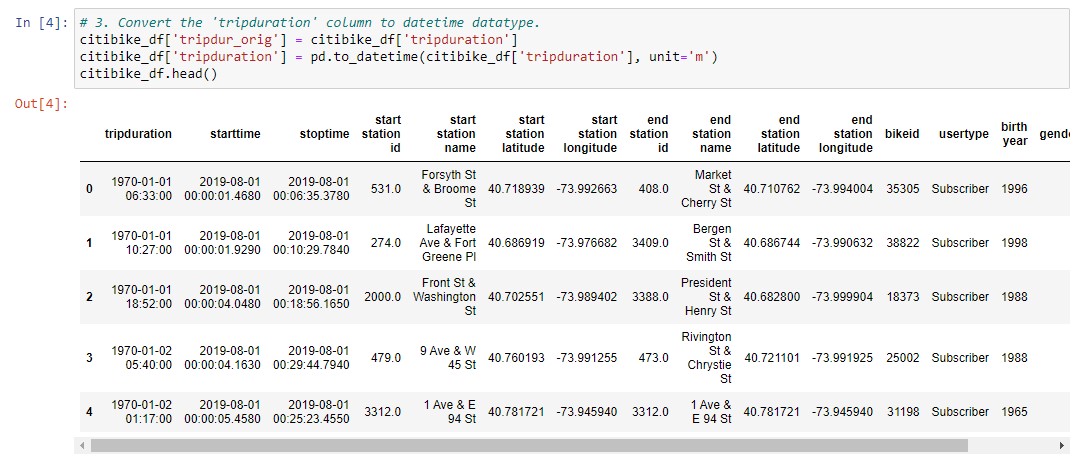 In [4]: # 3. Convert the 'tripduration' column to datetime datatype.
citibike_df['tripdur_orig'] = citibike_df['tripduration']
citibike_df['tripduration'] = pd.to_datetime(citibike_df['tripduration'], unit='m')
citibike_df.head()
Out[4]:
tripduration starttime stoptime start station id start station name start station latitude start station longitude end station id end station name end station latitude end station longitude bikeid usertype birth year gend
0 1970-01-01 06:33:00 2019-08-01 00:00:01.4680 2019-08-01 00:06:35.3780 531.0 Forsyth St & Broome St 40.718939 -73.992663 408.0 Market St & Cherry St 40.710762 -73.994004 35305 Subscriber 1996
1 1970-01-01 10:27:00 2019-08-01 00:00:01.9290 2019-08-01 00:10:29.7840 274.0 Lafayette Ave & Fort Greene Pl 40.686919 -73.976682 3409.0 Bergen St & Smith St 40.686744 -73.990632 38822 Subscriber 1998
2 1970-01-01 18:52:00 2019-08-01 00:00:04.0480 2019-08-01 00:18:56.1650 2000.0 Front St & Washington St 40.702551 -73.989402 3388.0 President St & Henry St 40.682800 -73.999904 18373 Subscriber 1988
3 1970-01-02 05:40:00 2019-08-01 00:00:04.1630 2019-08-01 00:29:44.7940 479.0 9 Ave & W 45 St 40.760193 -73.991255 473.0 Rivington St & Chrystie St 40.721101 -73.991925 25002 Subscriber 1988
4 1970-01-02 01:17:00 2019-08-01 00:00:05.4580 2019-08-01 00:25:23.4550 3312.0 1 Ave & E 94 St 40.781721 -73.945940 3312.0 1 Ave & E 94 St 40.781721 -73.945940 31198 Subscriber 1965